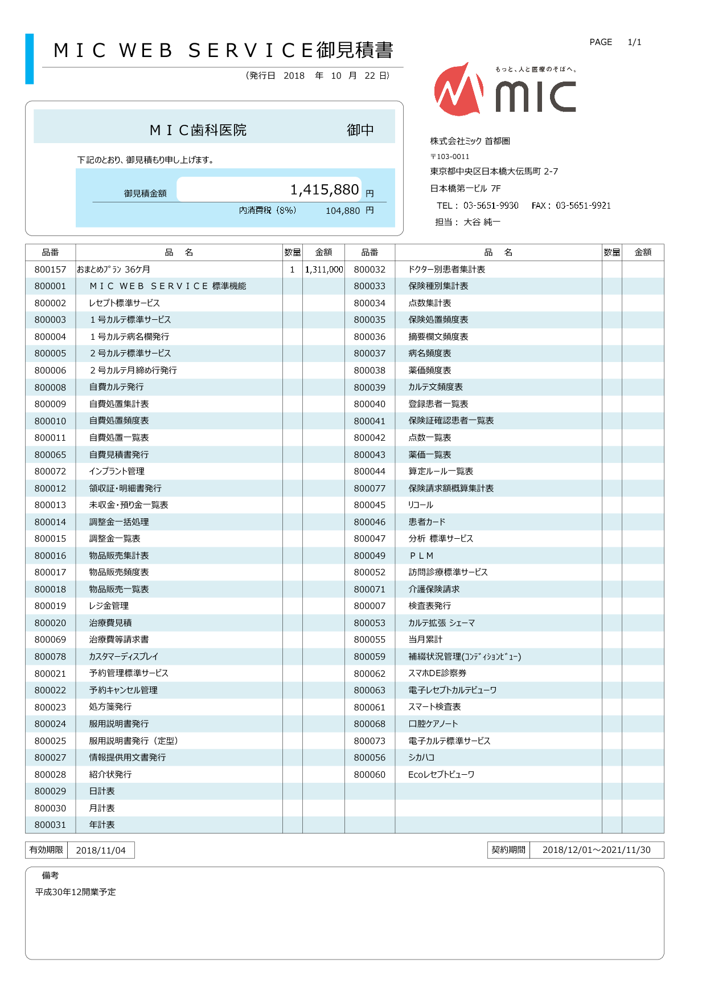 ＭＩＣ ＷＥＢ ＳＥＲＶＩＣＥ御見積書
PAGE 1/1
（発行日 2018 年 10 月 22 日）
もっと、人と医療のそばへ。
mic
ＭＩＣ歯科医院 御中
下記のとおり、御見積もり申し上げます。
御見積金額 1,415,880 円
内消費税（8%） 104,880 円
株式会社ミック 首都圏
〒103-0011
東京都中央区日本橋大伝馬町 2-7
日本橋第一ビル 7F
TEL： 03-5651-9930 FAX： 03-5651-9921
担当： 大谷 純一
品番 品 名 数量 金額 品番 品 名 数量 金額
800157 おまとめﾌﾟﾗﾝ 36ケ月 1 1,311,000 800032 ドクター別患者集計表
800001 ＭＩＣ ＷＥＢ ＳＥＲＶＩＣＥ 標準機能 800033 保険種別集計表
800002 レセプト標準サービス 800034 点数集計表
800003 １号カルテ標準サービス 800035 保険処置頻度表
800004 １号カルテ病名欄発行 800036 摘要欄文頻度表
800005 ２号カルテ標準サービス 800037 病名頻度表
800006 ２号カルテ月締め行発行 800038 薬価頻度表
800008 自費カルテ発行 800039 カルテ文頻度表
800009 自費処置集計表 800040 登録患者一覧表
800010 自費処置頻度表 800041 保険証確認患者一覧表
800011 自費処置一覧表 800042 点数一覧表
800065 自費見積書発行 800043 薬価一覧表
800072 インプラント管理 800044 算定ルール一覧表
800012 領収証・明細書発行 800077 保険請求額概算集計表
800013 未収金・預り金一覧表 800045 リコール
800014 調整金一括処理 800046 患者カード
800015 調整金一覧表 800047 分析 標準サービス
800016 物品販売集計表 800049 ＰＬＭ
800017 物品販売頻度表 800052 訪問診療標準サービス
800018 物品販売一覧表 800071 介護保険請求
800019 レジ金管理 800007 検査表発行
800020 治療費見積 800053 カルテ拡張 シェーマ
800069 治療費等請求書 800055 当月累計
800078 カスタマーディスプレイ 800059 補綴状況管理(ｺﾝﾃﾞｨｼｮﾝﾋﾞｭｰ)
800021 予約管理標準サービス 800062 スマホDE診察券
800022 予約キャンセル管理 800063 電子レセプトカルテビューワ
800023 処方箋発行 800061 スマート検査表
800024 服用説明書発行 800068 口腔ケアノート
800025 服用説明書発行（定型） 800073 電子カルテ標準サービス
800027 情報提供用文書発行 800056 シカハコ
800028 紹介状発行 800060 Ecoレセプトビューワ
800029 日計表
800030 月計表
800031 年計表
有効期限 2018/11/04 契約期間 2018/12/01～2021/11/30
備考
平成30年12開業予定